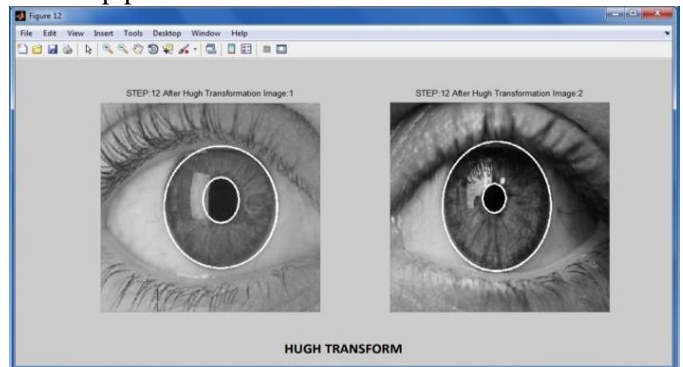 Figure 12
File Edit View Insert Tools Desktop Window Help
STEP:12 After Hugh Transformation Image:1
STEP:12 After Hugh Transformation Image:2
HUGH TRANSFORM